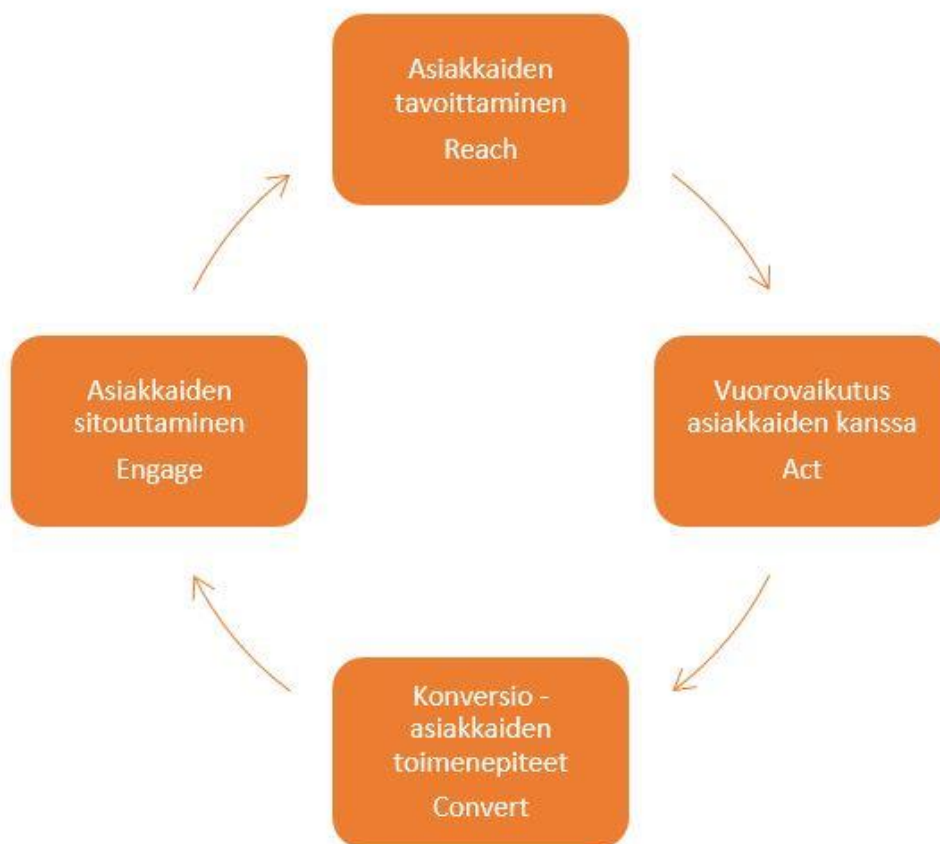 Asiakkaiden
tavoittaminen
Reach
Vuorovaikutus
asiakkaiden kanssa
Act
Konversio -
asiakkaiden
toimenepiteet
Convert
Asiakkaiden
sitouttaminen
Engage